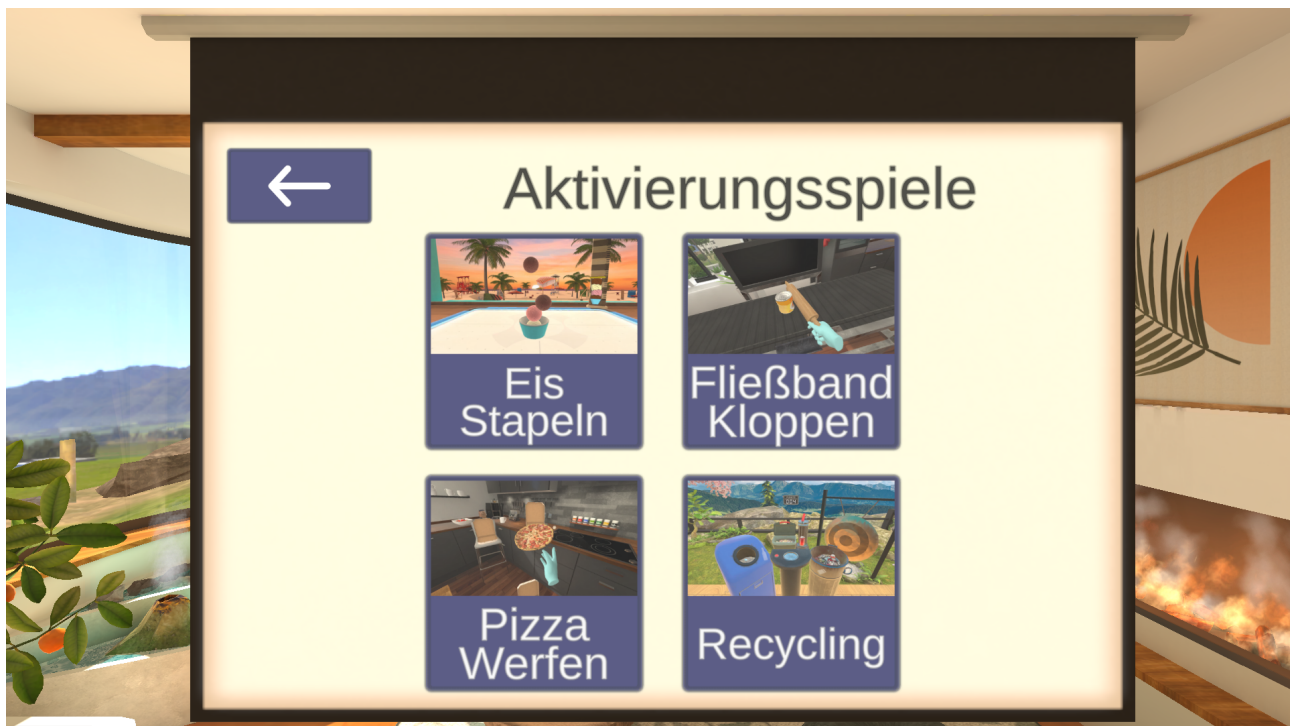 Aktivierungsspiele
Eis
Stapeln
Fließband
Kloppen
Pizza
Werfen
Recycling